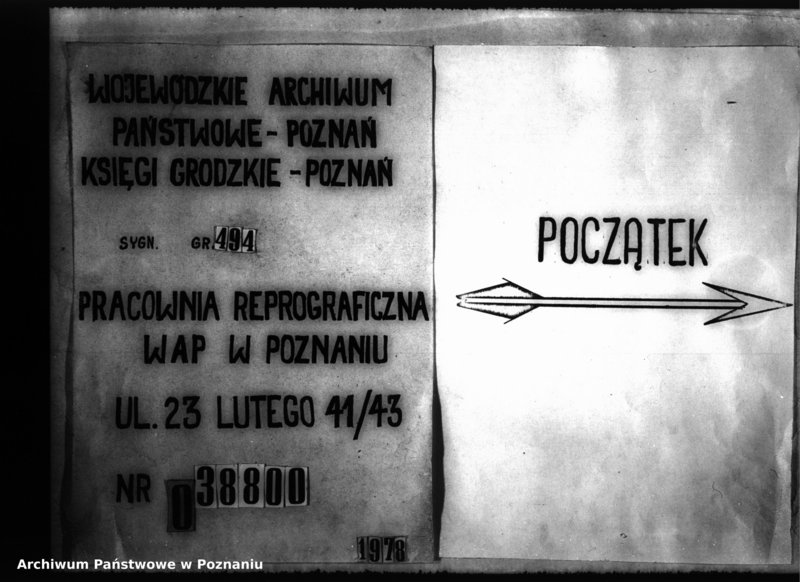 WOJEWÓDZKIE ARCHIWUM
PAŃSTWOWE - POZNAŃ
KSIĘGI GRODZKIE - POZNAŃ
SYGN. GR. 494
PRACOWNIA REPROGRAFICZNA
WAP W POZNANIU
UL. 23 LUTEGO 41/43
NR 038800
1978
POCZĄTEK
Archiwum Państwowe w Poznaniu